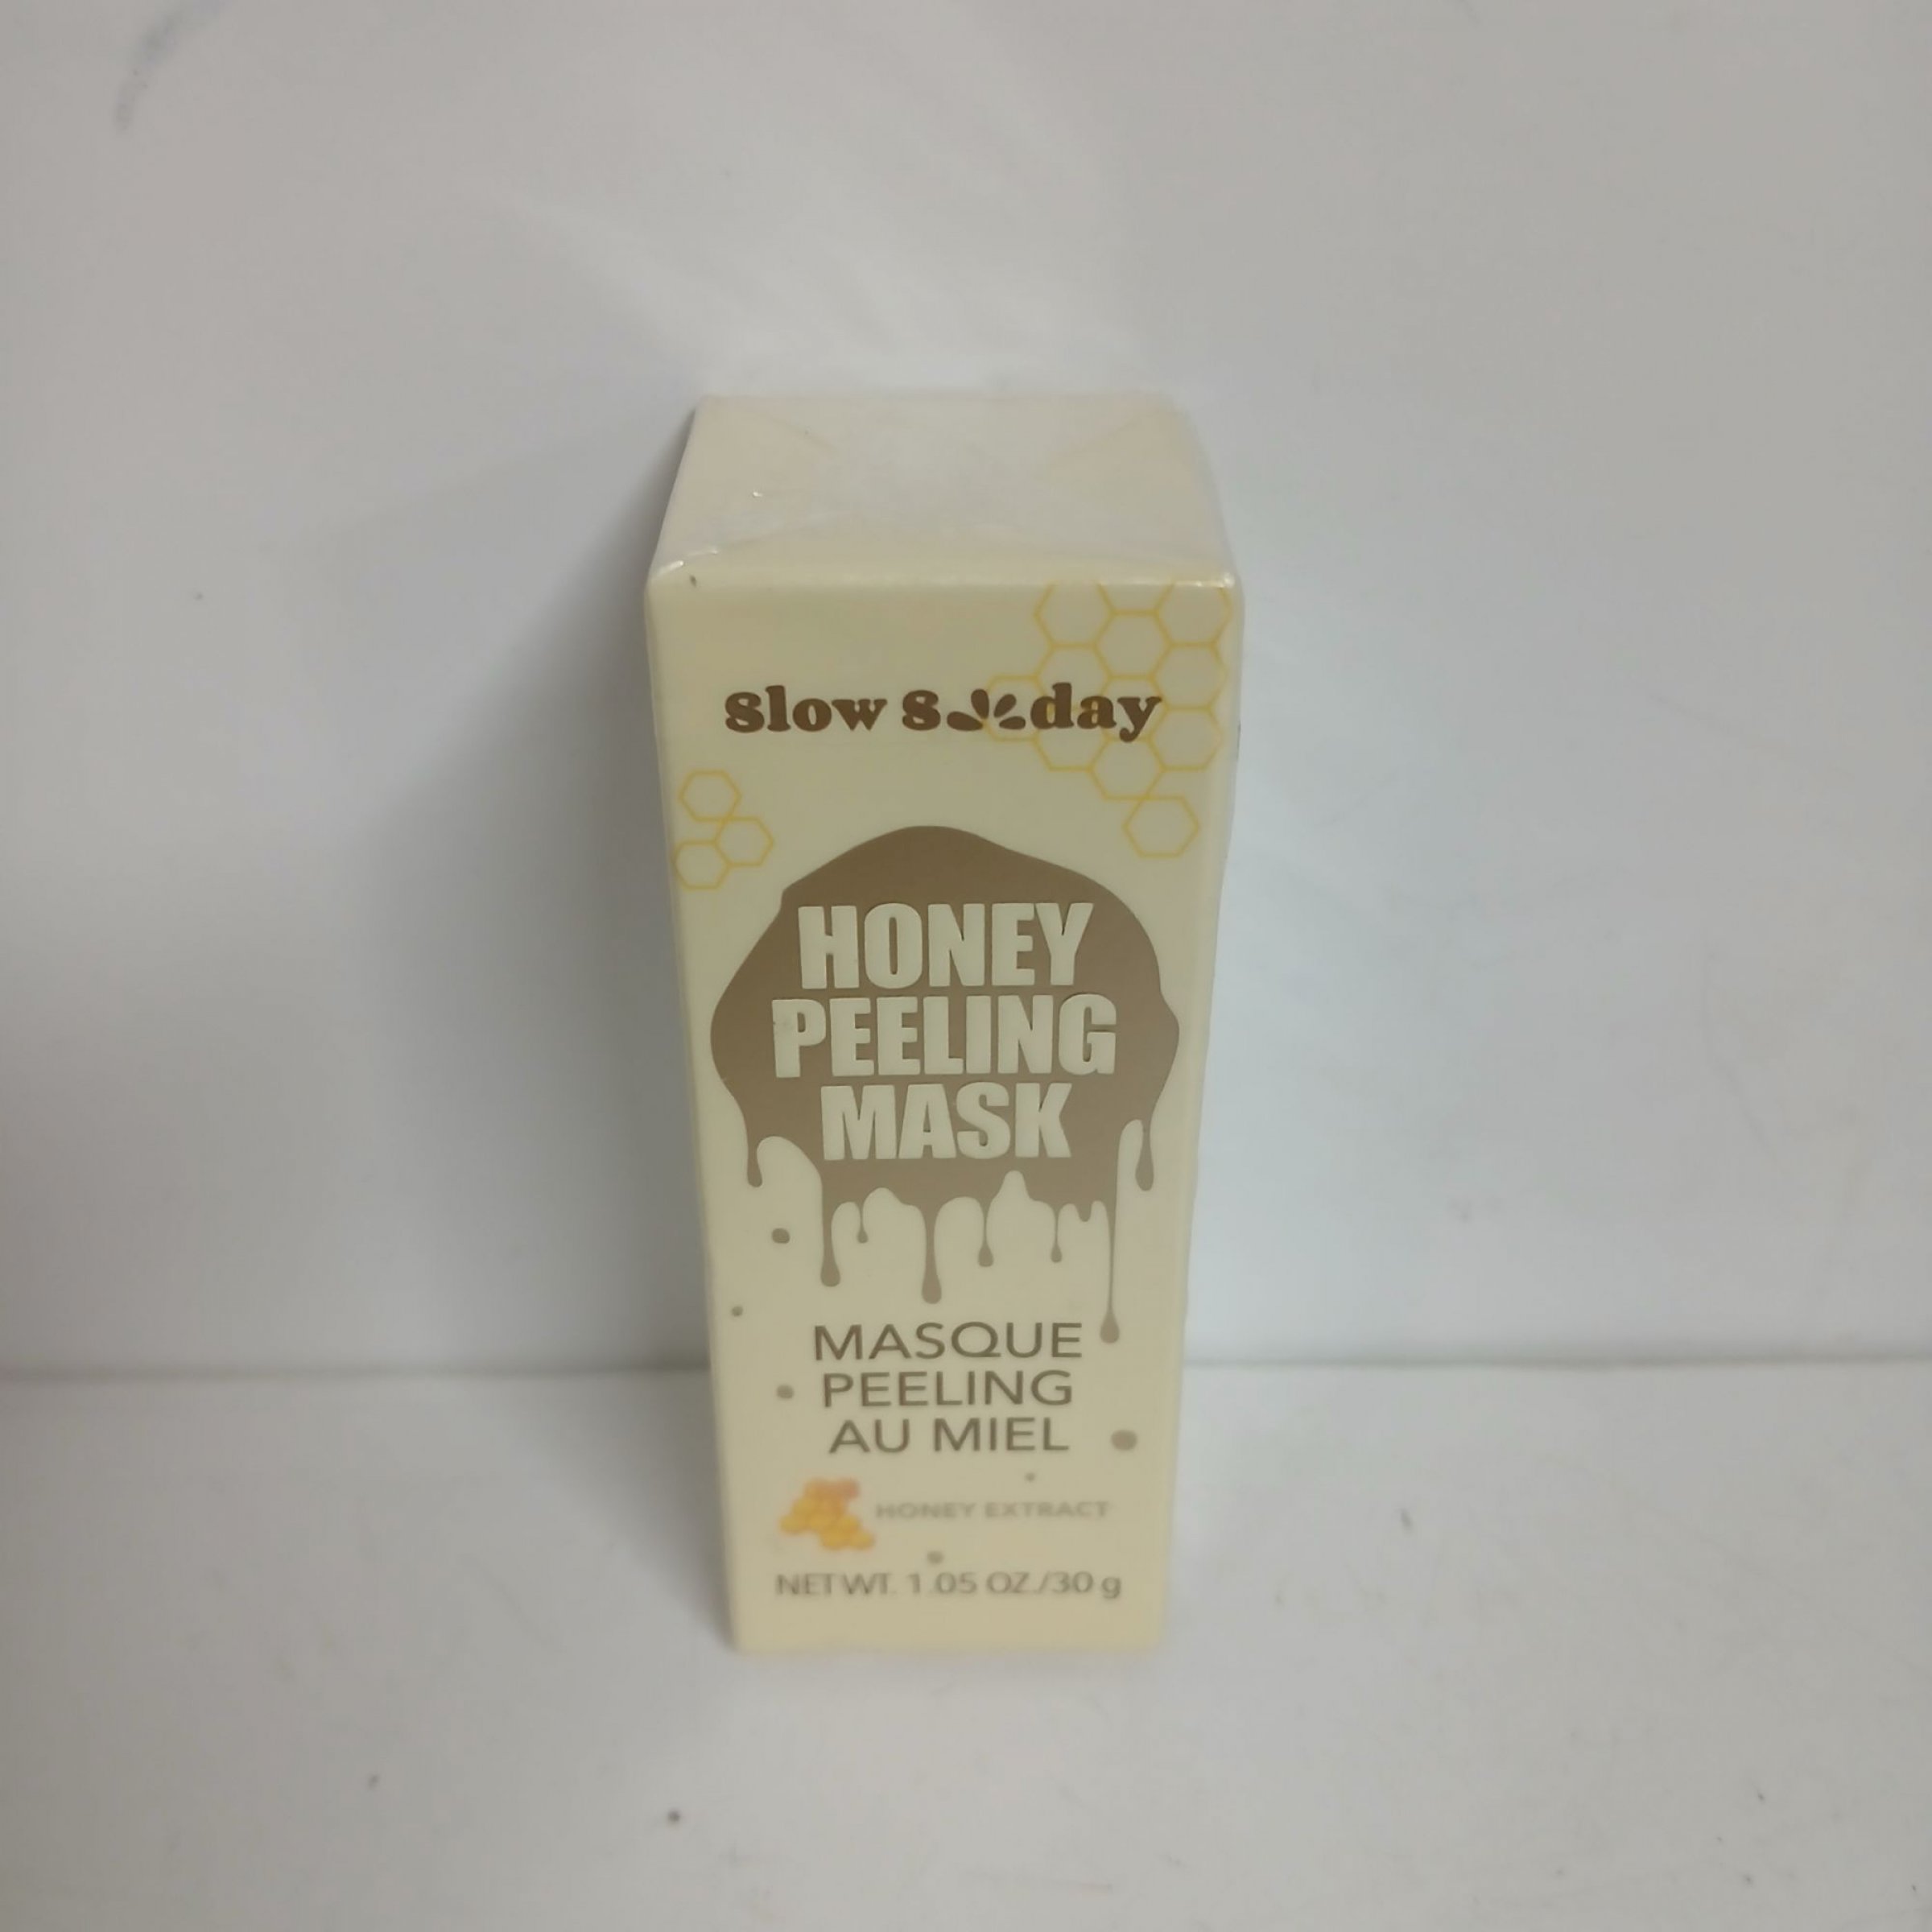 Slow Sunday
HONEY
PEELING
MASK
MASQUE
PEELING
AU MIEL
HONEY EXTRACT
NET WT. 1.05 OZ./30 g